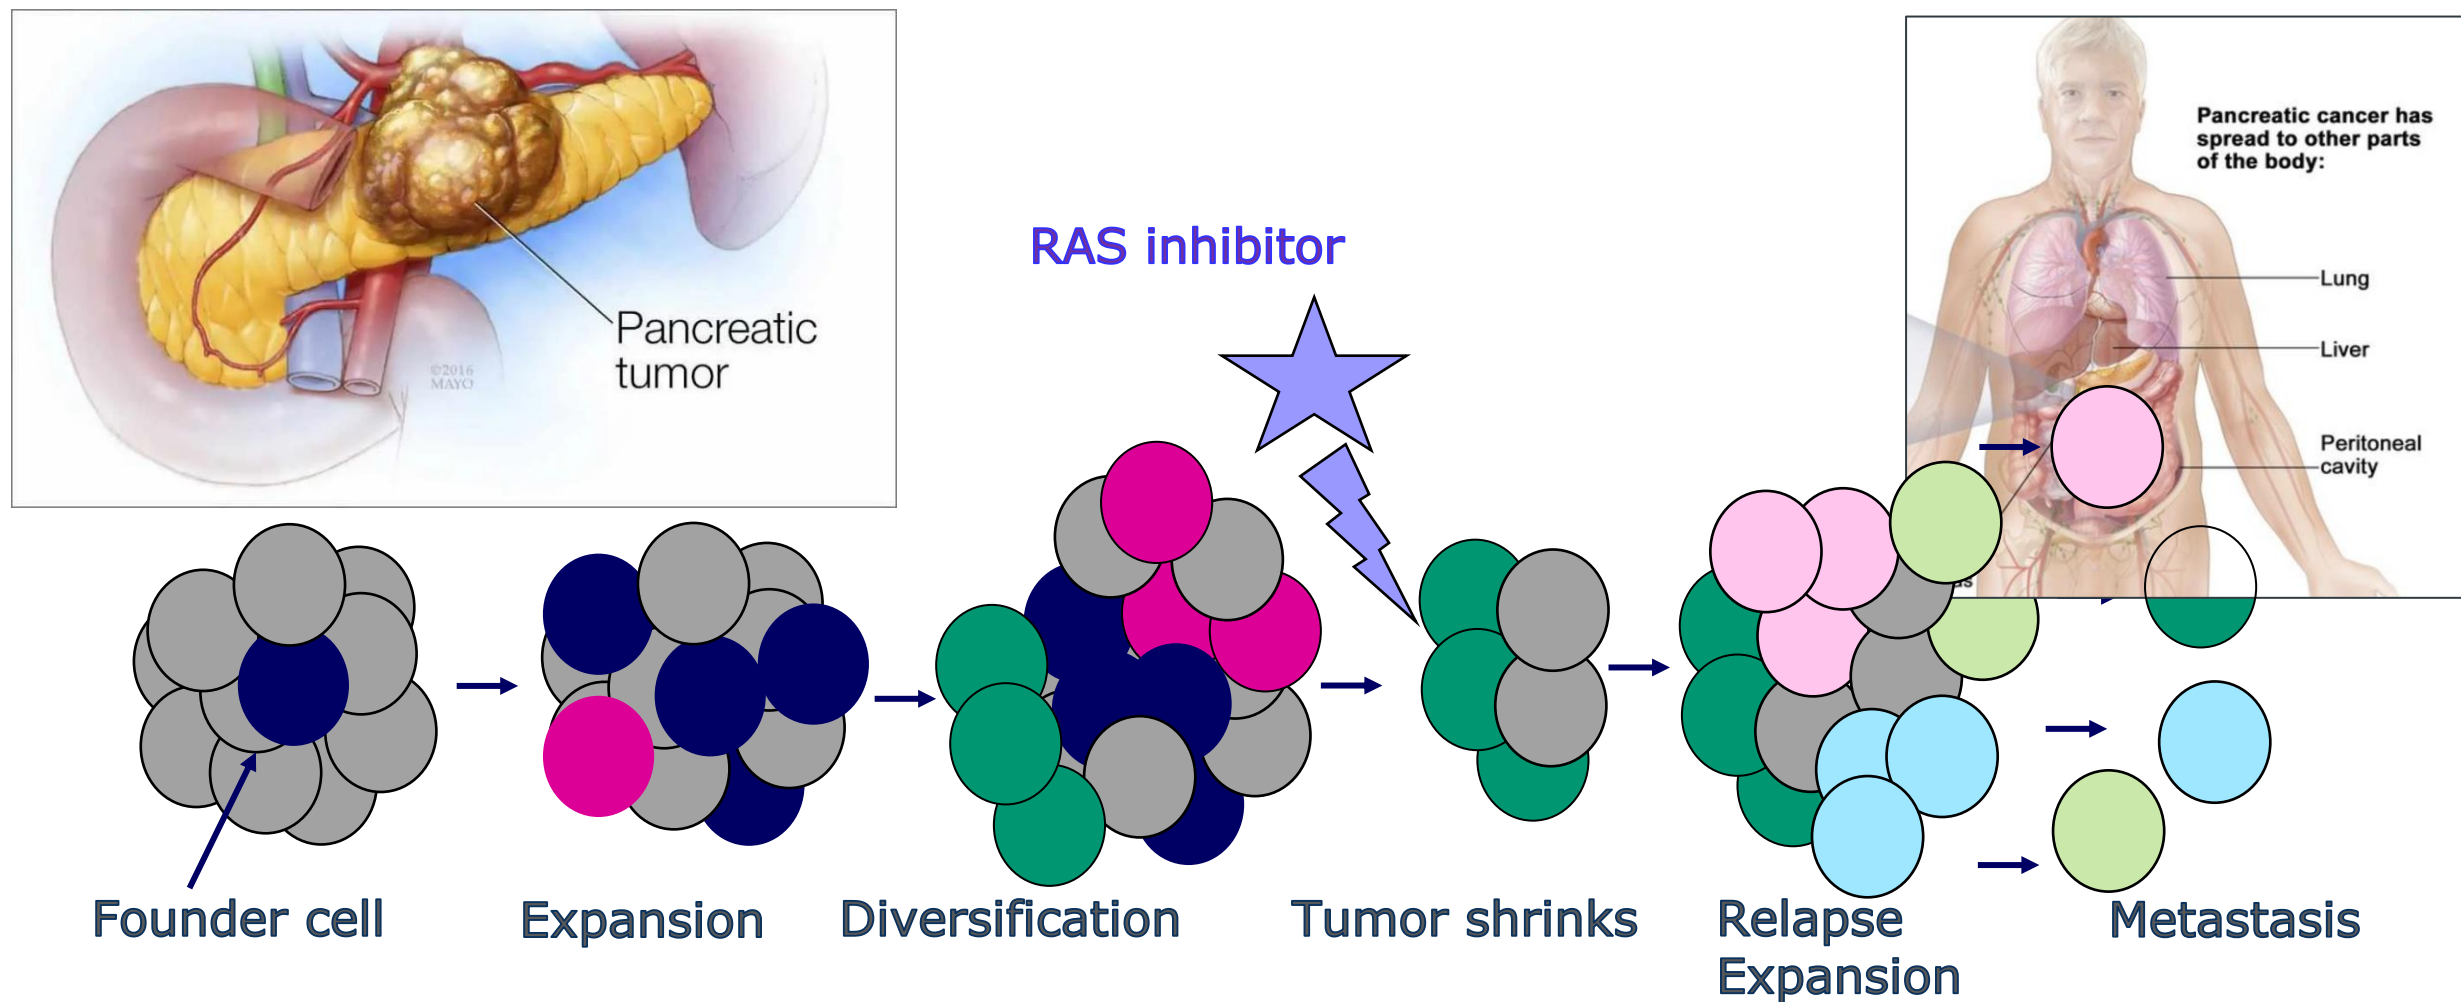 Pancreatic
tumor
©2016
MAYO
RAS inhibitor
Pancreatic cancer has
spread to other parts
of the body:
Lung
Liver
Peritoneal
cavity
Founder cell
Expansion
Diversification
Tumor shrinks
Relapse
Expansion
Metastasis